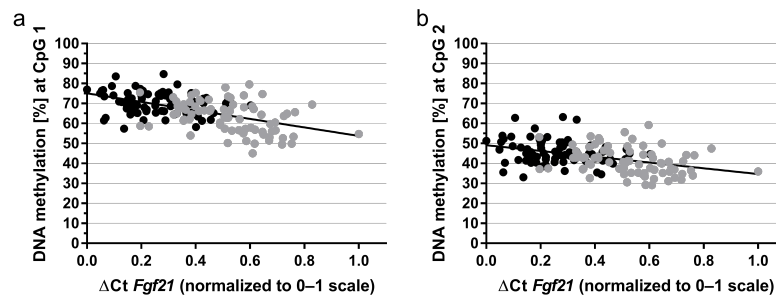 a
DNA methylation [%] at CpG 1
100
90
80
70
60
50
40
30
20
10
0
0.0 0.2 0.4 0.6 0.8 1.0
ΔCt Fgf21 (normalized to 0–1 scale)
b
DNA methylation [%] at CpG 2
100
90
80
70
60
50
40
30
20
10
0
0.0 0.2 0.4 0.6 0.8 1.0
ΔCt Fgf21 (normalized to 0–1 scale)